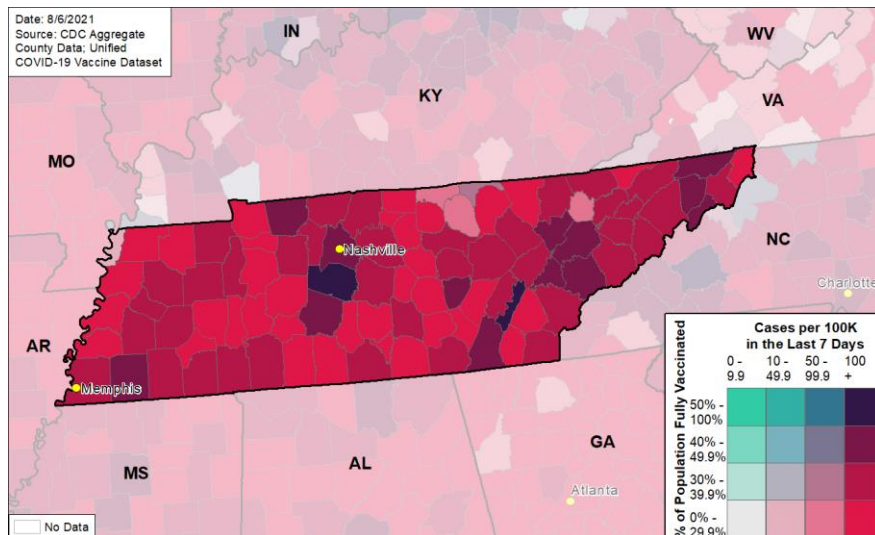 Date: 8/6/2021
Source: CDC Aggregate
County Data; Unified
COVID-19 Vaccine Dataset
IN
WV
KY
VA
MO
Nashville
NC
Charlotte
AR
Memphis
MS
AL
GA
Atlanta
No Data
Cases per 100K
in the Last 7 Days
0 -
9.9
10 -
49.9
50 -
99.9
100
+
% of Population Fully Vaccinated
50% -
100%
40% -
49.9%
30% -
39.9%
0% -
29.9%